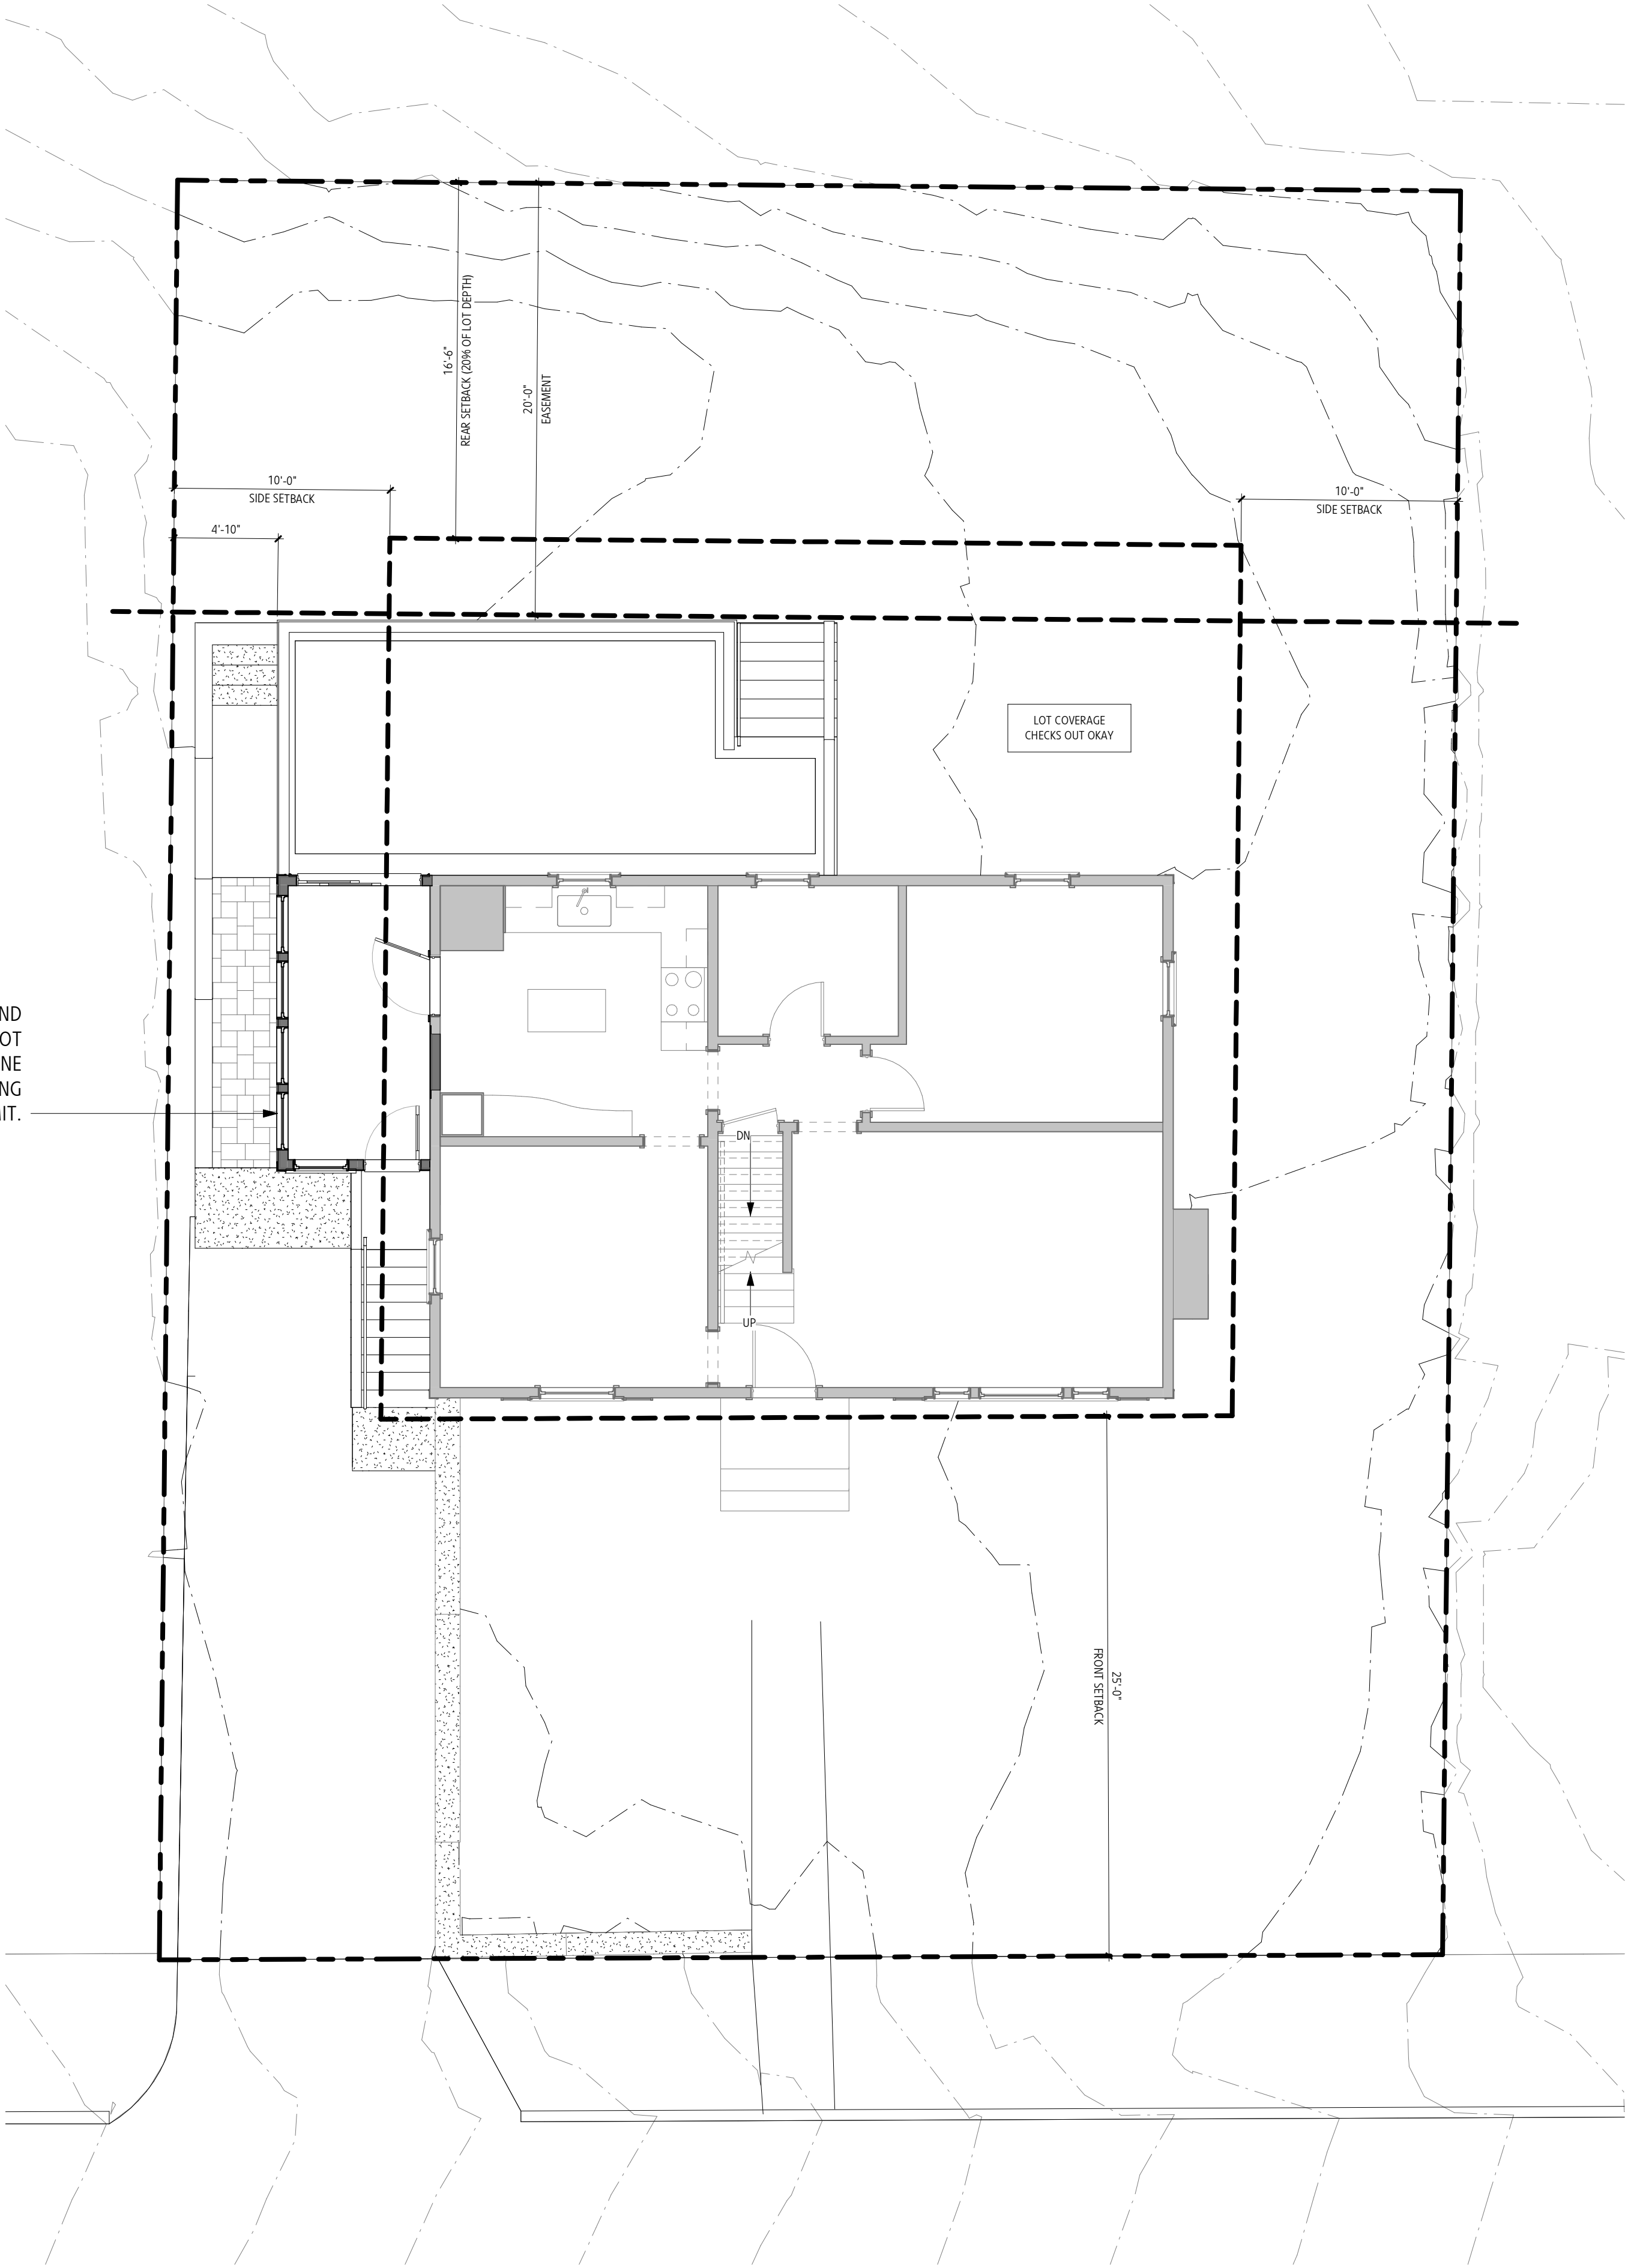 16'-6"
REAR SETBACK (20% OF LOT DEPTH)
20'-0"
EASEMENT
10'-0"
SIDE SETBACK
10'-0"
SIDE SETBACK
4'-10"
LOT COVERAGE
CHECKS OUT OKAY
ND
OT
NE
NG
IT.
DN
UP
25'-0"
FRONT SETBACK